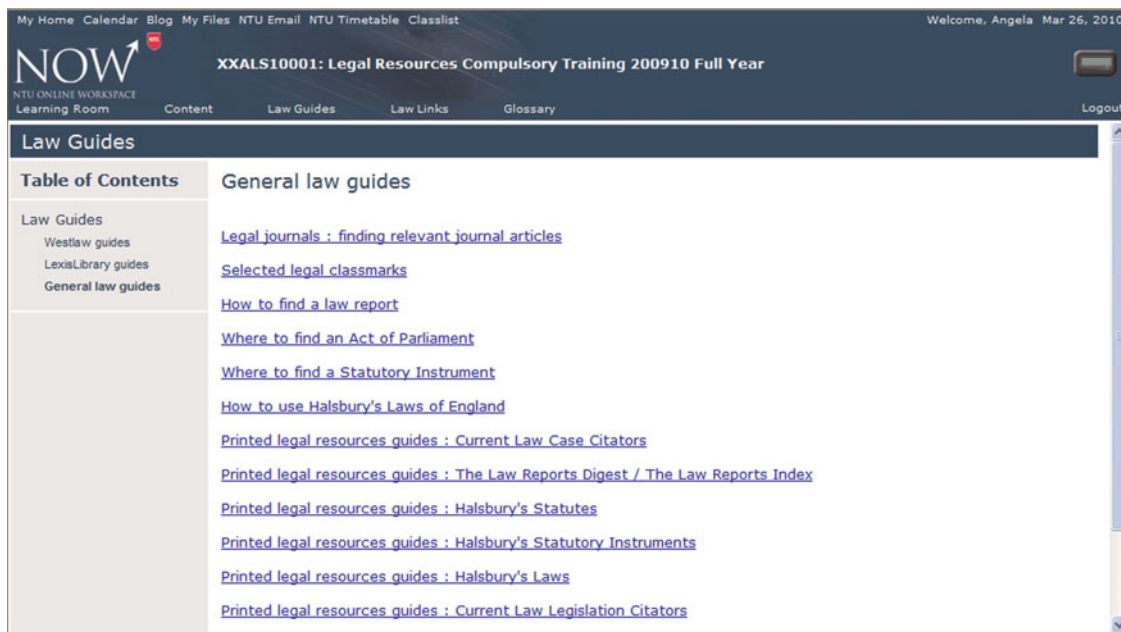 My Home Calendar Blog My Files NTU Email NTU Timetable Classlist Welcome, Angela Mar 26, 2010
NTU
NOW
NTU ONLINE WORKSPACE
XXALS10001: Legal Resources Compulsory Training 200910 Full Year
Learning Room Content Law Guides Law Links Glossary Logout
Law Guides
Table of Contents
Law Guides
Westlaw guides
LexisLibrary guides
General law guides
General law guides
Legal journals : finding relevant journal articles
Selected legal classmarks
How to find a law report
Where to find an Act of Parliament
Where to find a Statutory Instrument
How to use Halsbury's Laws of England
Printed legal resources guides : Current Law Case Citators
Printed legal resources guides : The Law Reports Digest / The Law Reports Index
Printed legal resources guides : Halsbury's Statutes
Printed legal resources guides : Halsbury's Statutory Instruments
Printed legal resources guides : Halsbury's Laws
Printed legal resources guides : Current Law Legislation Citators